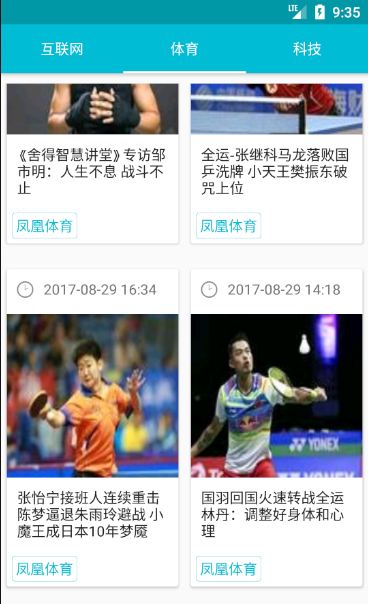 LTE 9:35
互联网 体育 科技
《舍得智慧讲堂》专访邹
市明：人生不息 战斗不
止
凤凰体育
全运-张继科马龙落败国
乒洗牌 小天王樊振东破
咒上位
凤凰体育
2017-08-29 16:34
张怡宁接班人连续重击
陈梦逼退朱雨玲避战 小
魔王成日本10年梦魇
凤凰体育
2017-08-29 14:18
YONEX
YONEX
国羽回国火速转战全运
林丹：调整好身体和心
理
凤凰体育